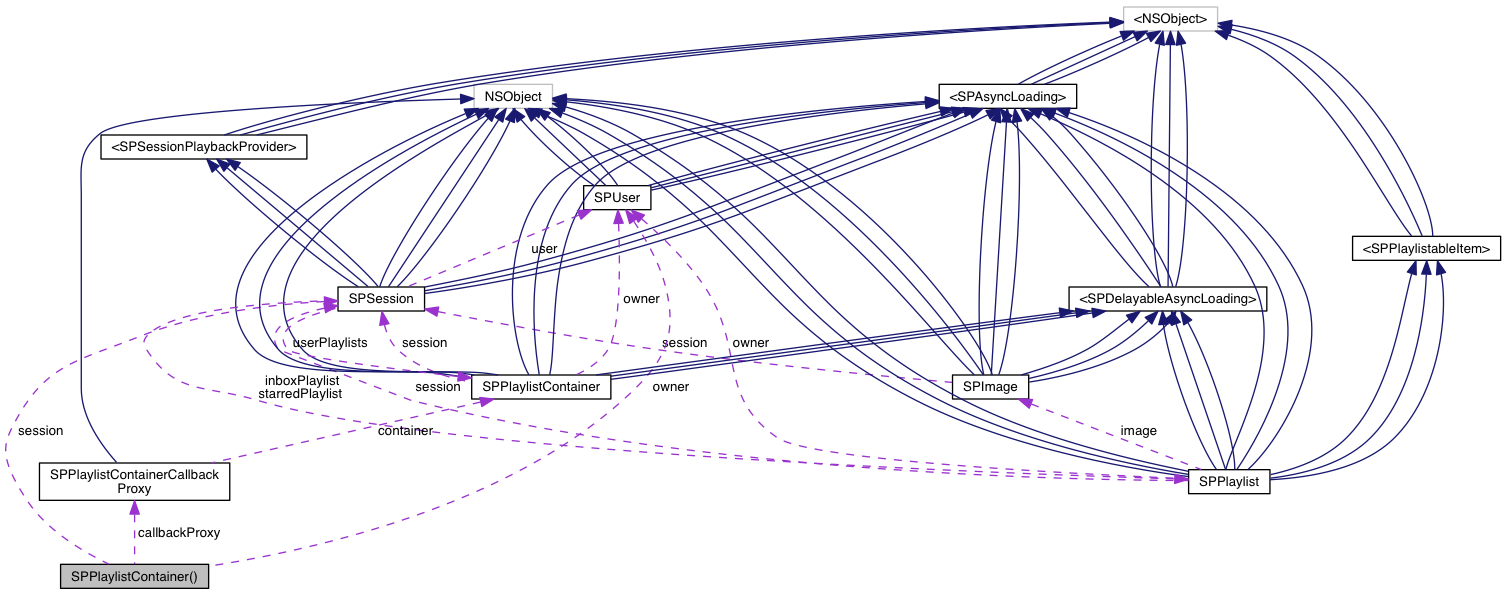 <NSObject>
NSObject
<SPAsyncLoading>
<SPSessionPlaybackProvider>
SPUser
user
<SPPlaylistableItem>
SPSession
owner
<SPDelayableAsyncLoading>
userPlaylists
session
session
owner
inboxPlaylist
starredPlaylist
session
SPPlaylistContainer
owner
SPImage
session
container
image
SPPlaylistContainerCallback
Proxy
SPPlaylist
callbackProxy
SPPlaylistContainer()